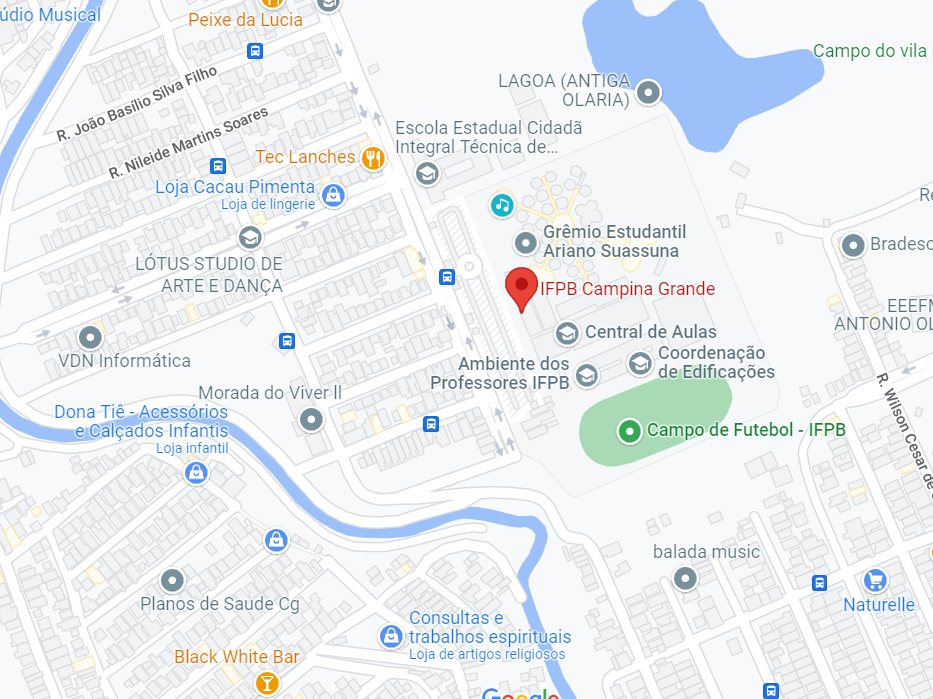 údio Musical
Peixe da Lucia
Campo do vila
R. João Basílio Silva Filho
LAGOA (ANTIGA
OLARIA)
R. Nileide Martins Soares
Escola Estadual Cidadã
Integral Técnica de...
Tec Lanches
Loja Cacau Pimenta
Loja de lingerie
Grêmio Estudantil
Ariano Suassuna
Bradesc
LÓTUS STUDIO DE
ARTE E DANÇA
IFPB Campina Grande
EEEFM
ANTONIO OL
Central de Aulas
VDN Informática
Coordenação
de Edificações
Ambiente dos
Professores IFPB
Morada do Viver II
R. Wilson Cesar de
Dona Tiê - Acessórios
e Calçados Infantis
Loja infantil
Campo de Futebol - IFPB
balada music
Planos de Saude Cg
Naturelle
Consultas e
trabalhos espirituais
Loja de artigos religiosos
Black White Bar
Google